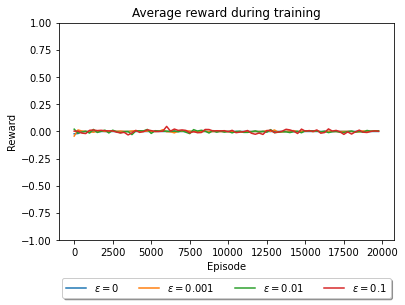 Average reward during training
Reward
1.00
0.75
0.50
0.25
0.00
−0.25
−0.50
−0.75
−1.00
0 2500 5000 7500 10000 12500 15000 17500 20000
Episode
ε = 0 ε = 0.001 ε = 0.01 ε = 0.1